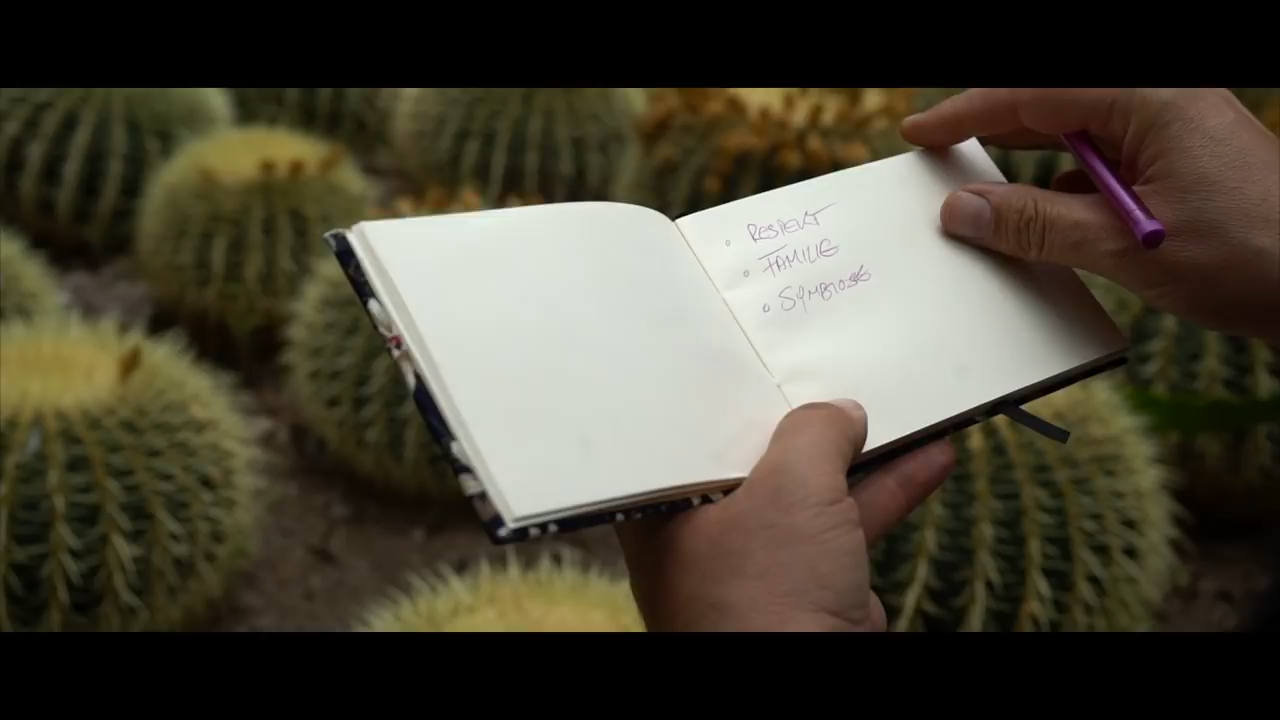 ◦ RESPEKT
◦ FAMILIE
◦ SYMBIOSE